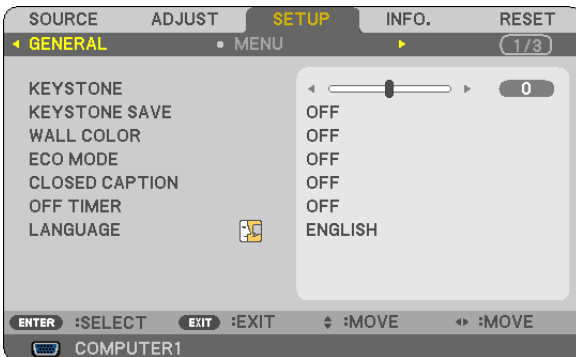 SOURCE ADJUST SETUP INFO. RESET
GENERAL MENU (1/3)
KEYSTONE 0
KEYSTONE SAVE OFF
WALL COLOR OFF
ECO MODE OFF
CLOSED CAPTION OFF
OFF TIMER OFF
LANGUAGE ENGLISH
ENTER :SELECT EXIT :EXIT :MOVE :MOVE
COMPUTER1